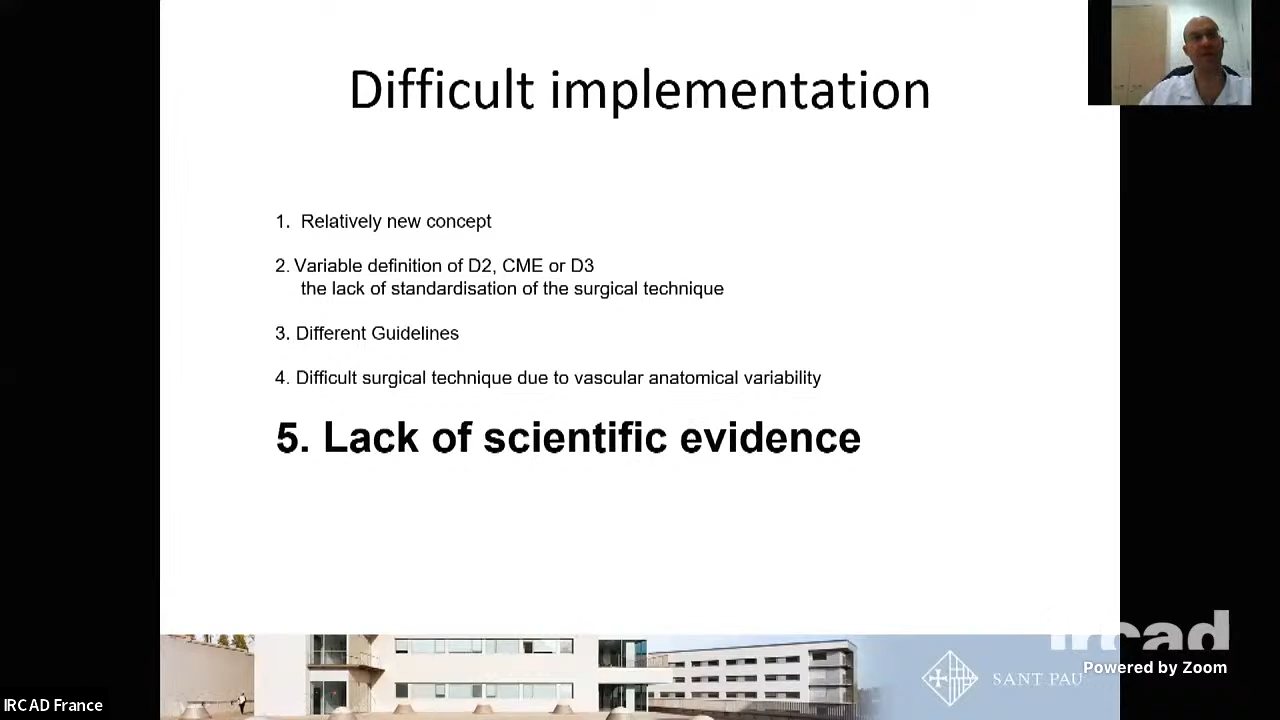 Difficult implementation
1. Relatively new concept
2. Variable definition of D2, CME or D3
the lack of standardisation of the surgical technique
3. Different Guidelines
4. Difficult surgical technique due to vascular anatomical variability
5. Lack of scientific evidence
ircad
Powered by Zoom
SANT PAU
IRCAD France